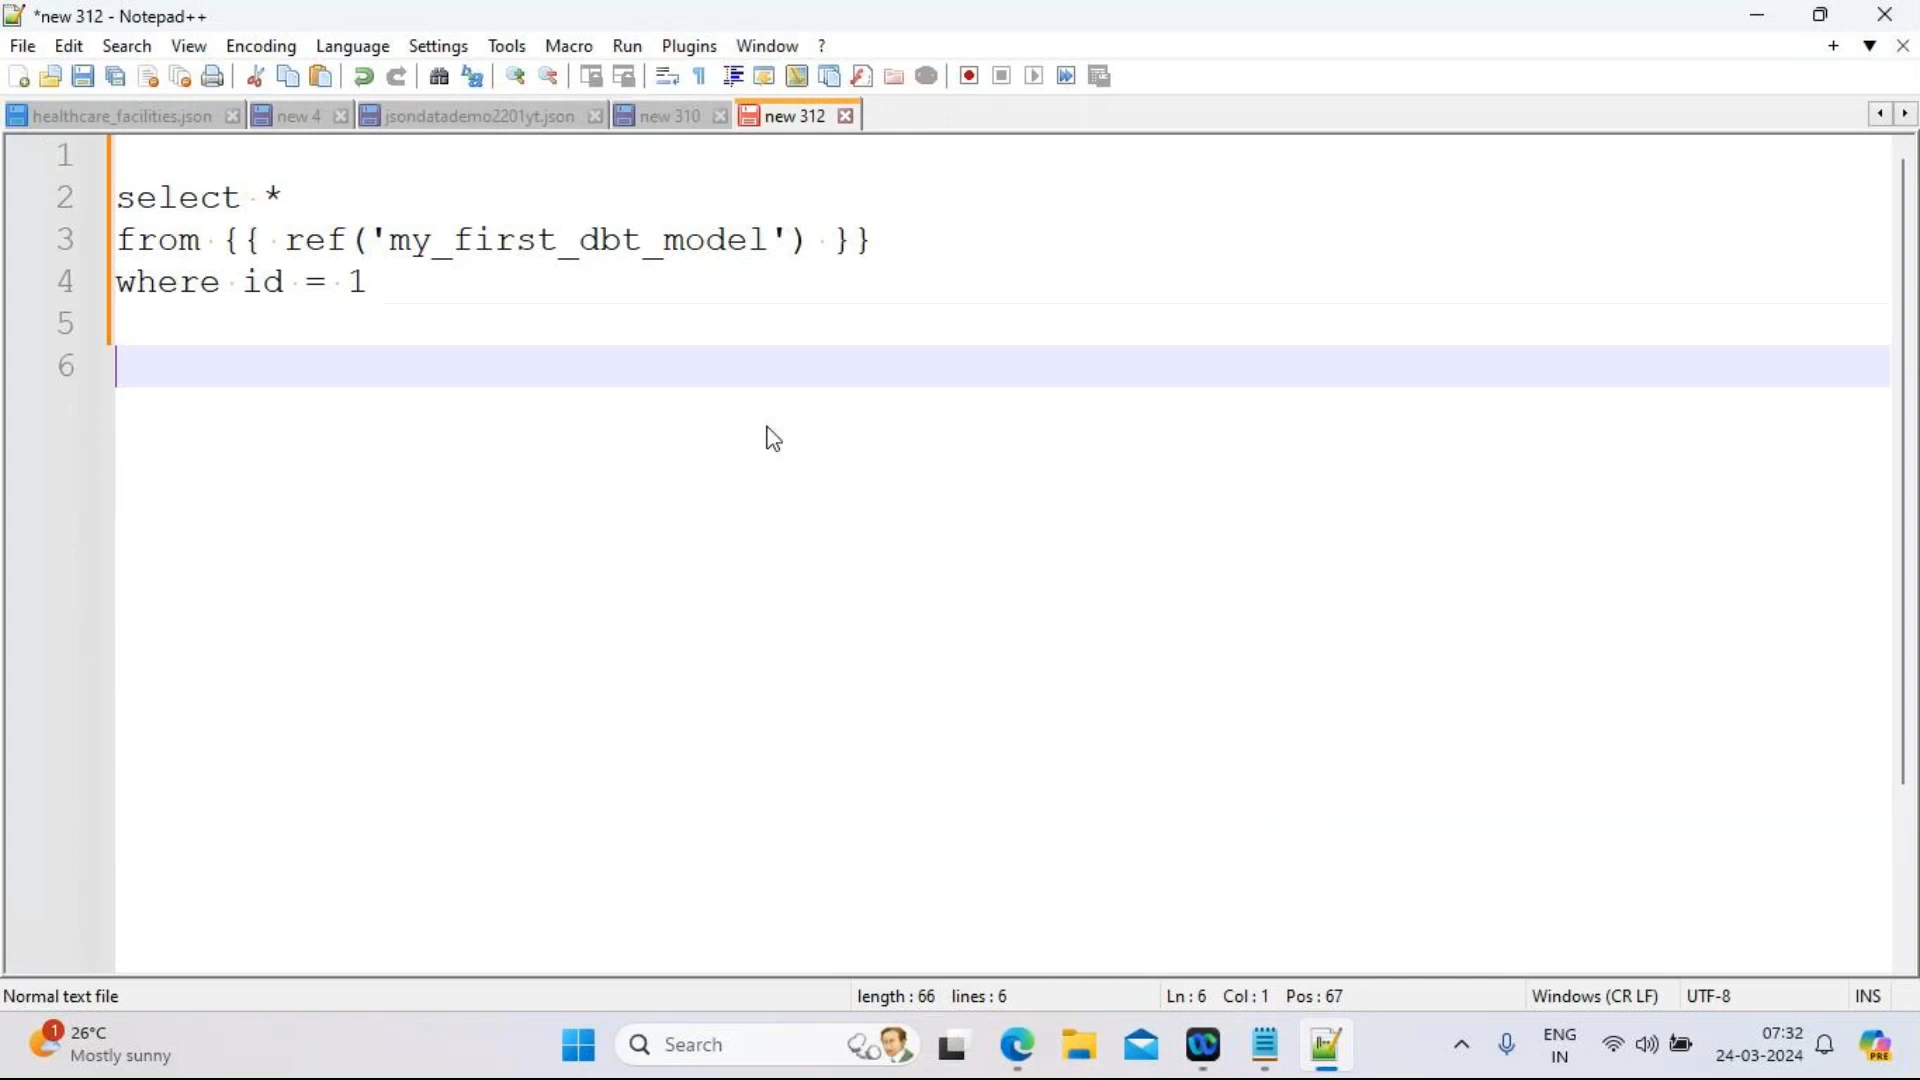 *new 312 - Notepad++
File Edit Search View Encoding Language Settings Tools Macro Run Plugins Window ?
healthcare_facilities.json new 4 jsondatademo2201yt.json new 310 new 312
1
2 select *
3 from {{ ref('my_first_dbt_model') }}
4 where id = 1
5
6
Normal text file length : 66 lines : 6 Ln : 6 Col : 1 Pos : 67 Windows (CR LF) UTF-8 INS
1 26°C
Mostly sunny
Search
ENG
IN
07:32
24-03-2024
PRE